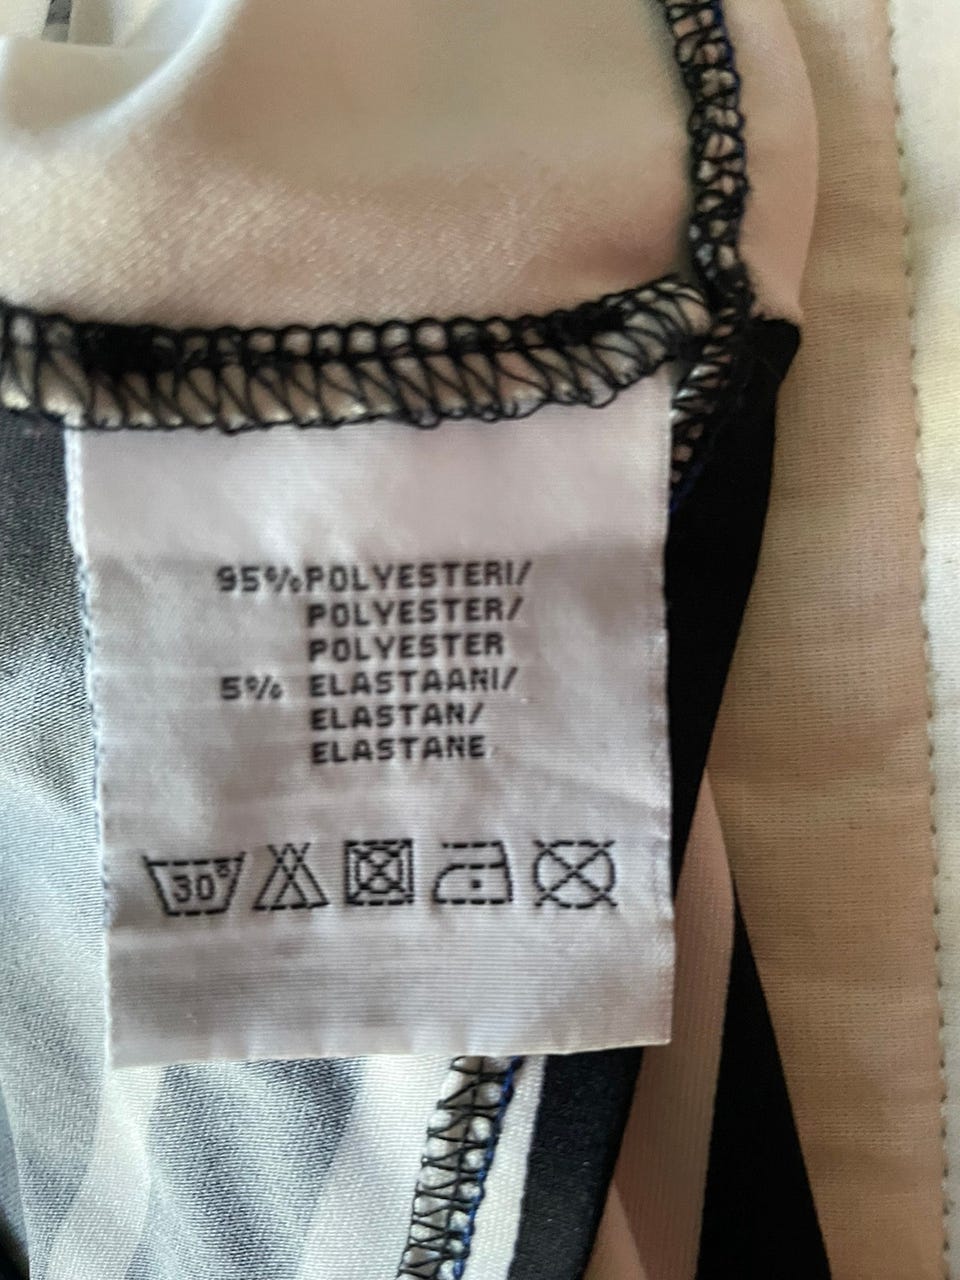 95% POLYESTERI/
POLYESTER/
POLYESTER
5% ELASTAANI/
ELASTAN/
ELASTANE
30°